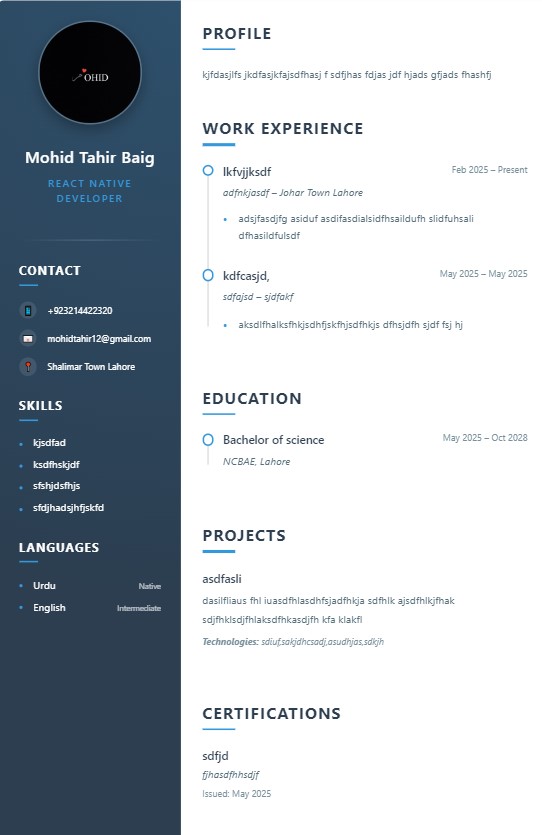 OHID
Mohid Tahir Baig
REACT NATIVE
DEVELOPER
CONTACT
+923214422320
mohidtahir12@gmail.com
Shalimar Town Lahore
SKILLS
kjsdfad
ksdfhskjdf
sfshjdsfhjs
sfdjhadsjhfjskfd
LANGUAGES
Urdu Native
English Intermediate
PROFILE
kjfdasjlfs jkdfasjkfajsdfhasj f sdfjhas fdjas jdf hjads gfjads fhashfj
WORK EXPERIENCE
lkfvjjksdf Feb 2025 – Present
adfnkjasdf – Johar Town Lahore
adsjfasdjfg asiduf asdifasdialsidfhsaildufh slidfuhsali
dfhasildfulsdf
kdfcasjd, May 2025 – May 2025
sdfajsd – sjdfakf
aksdlfhalksfhkjsdhfjskfhjsdfhkjs dfhsjdfh sjdf fsj hj
EDUCATION
Bachelor of science May 2025 – Oct 2028
NCBAE, Lahore
PROJECTS
asdfasli
dasilfliaus fhl iuasdfhlasdhfsjadfhkja sdfhlk ajsdfhlkjfhak
sdjfhklsdjfhlaksdfhkasdjfh kfa klakfl
Technologies: sdiuf,sakjdhcsadj,asudhjas,sdkjh
CERTIFICATIONS
sdfjd
fjhasdfhhsdjf
Issued: May 2025